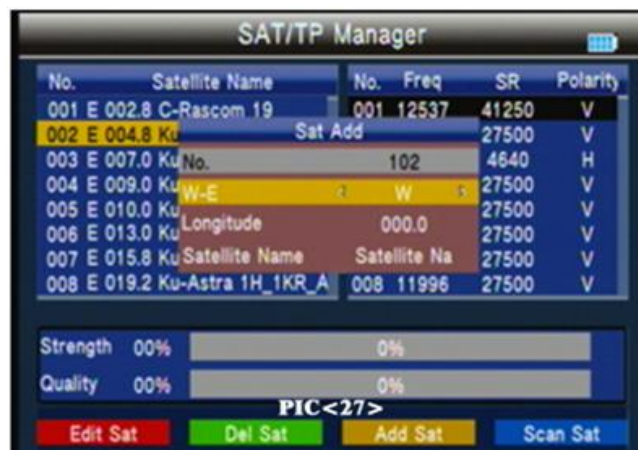 SAT/TP Manager
No. Satellite Name No. Freq SR Polarity
001 E 002.8 C-Rascom 19 001 12537 41250 V
002 E 004.8 Ku 27500 V
Sat Add
003 E 007.0 Ku 4640 H
No. 102
004 E 009.0 Ku 27500 V
W-E W
005 E 010.0 Ku 27500 V
Longitude 000.0
006 E 013.0 Ku 27500 V
007 E 015.8 Ku 27500 V
Satellite Name Satellite Na
008 E 019.2 Ku-Astra 1H_1KR_A 008 11996 27500 V
Strength 00% 0%
Quality 00% 0%
PIC<27>
Edit Sat Del Sat Add Sat Scan Sat